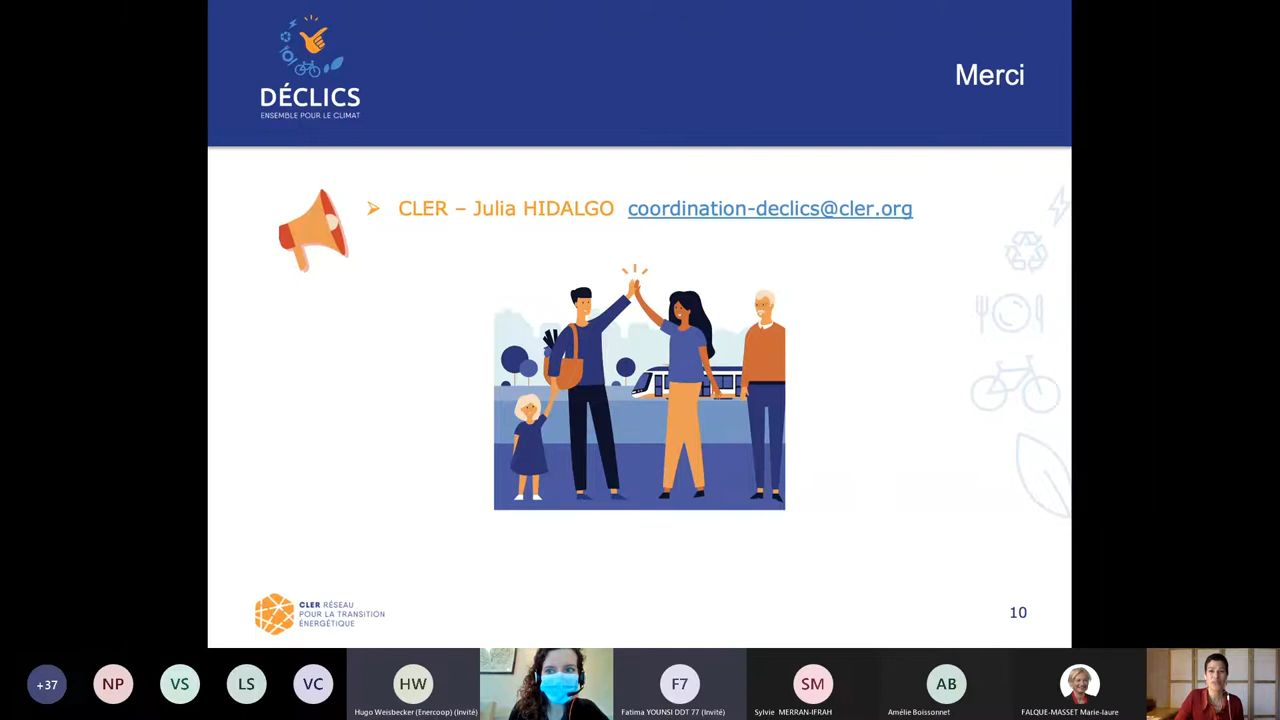 DÉCLICS
ENSEMBLE POUR LE CLIMAT
Merci
➢ CLER – Julia HIDALGO coordination-declics@cler.org
CLER RÉSEAU
POUR LA TRANSITION
ÉNERGÉTIQUE
10
+37
NP
VS
LS
VC
HW
Hugo Weisbecker (Enercoop) (Invité)
F7
Fatima YOUNSI DDT 77 (Invité)
SM
Sylvie MERRAN-IFRAH
AB
Amélie Boissonnet
FALQUE-MASSET Marie-laure